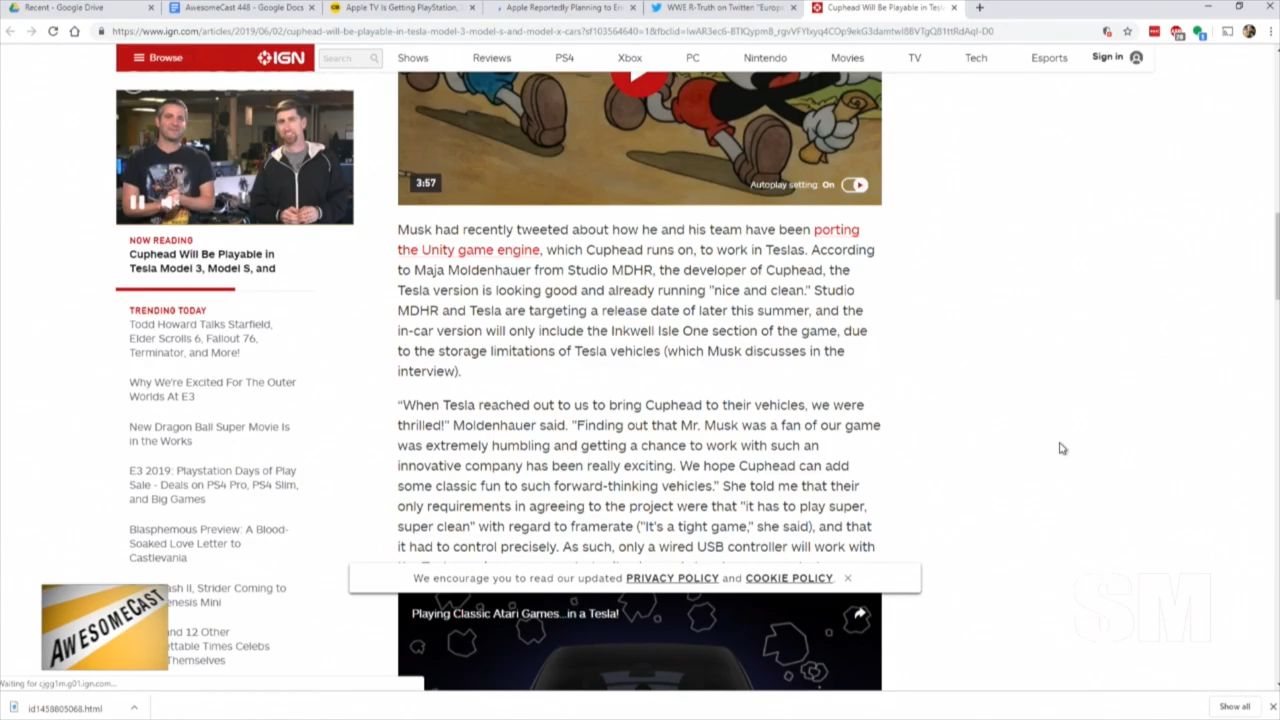 Recent - Google Drive
AwesomeCast 448 - Google Docs
Apple TV Is Getting PlayStation,
Apple Reportedly Planning to En
WWE R-Truth on Twitter "Europe
Cuphead Will Be Playable in Tesla
Browse
IGN
Search
Shows
Reviews
PS4
Xbox
PC
Nintendo
Movies
TV
Tech
Esports
Sign in
3:57
Autoplay setting: On
NOW READING
Cuphead Will Be Playable in
Tesla Model 3, Model S, and
TRENDING TODAY
Todd Howard Talks Starfield,
Elder Scrolls 6, Fallout 76,
Terminator, and More!
Why We're Excited For The Outer
Worlds At E3
New Dragon Ball Super Movie Is
in the Works
E3 2019: Playstation Days of Play
Sale - Deals on PS4 Pro, PS4 Slim,
and Big Games
Blasphemous Preview: A Blood-
Soaked Love Letter to
Castlevania
ash II, Strider Coming to
enesis Mini
and 12 Other
ettable Times Celebs
Themselves
Musk had recently tweeted about how he and his team have been porting
the Unity game engine, which Cuphead runs on, to work in Teslas. According
to Maja Moldenhauer from Studio MDHR, the developer of Cuphead, the
Tesla version is looking good and already running "nice and clean." Studio
MDHR and Tesla are targeting a release date of later this summer, and the
in-car version will only include the Inkwell Isle One section of the game, due
to the storage limitations of Tesla vehicles (which Musk discusses in the
interview).
"When Tesla reached out to us to bring Cuphead to their vehicles, we were
thrilled!" Moldenhauer said. "Finding out that Mr. Musk was a fan of our game
was extremely humbling and getting a chance to work with such an
innovative company has been really exciting. We hope Cuphead can add
some classic fun to such forward-thinking vehicles." She told me that their
only requirements in agreeing to the project were that "it has to play super,
super clean" with regard to framerate ("It's a tight game," she said), and that
it had to control precisely. As such, only a wired USB controller will work with
We encourage you to read our updated PRIVACY POLICY and COOKIE POLICY.
Playing Classic Atari Games...in a Tesla!
AWESOMECAST
SM
Waiting for cjgg1m.g01.ign.com...
id1458805068.html
Show all